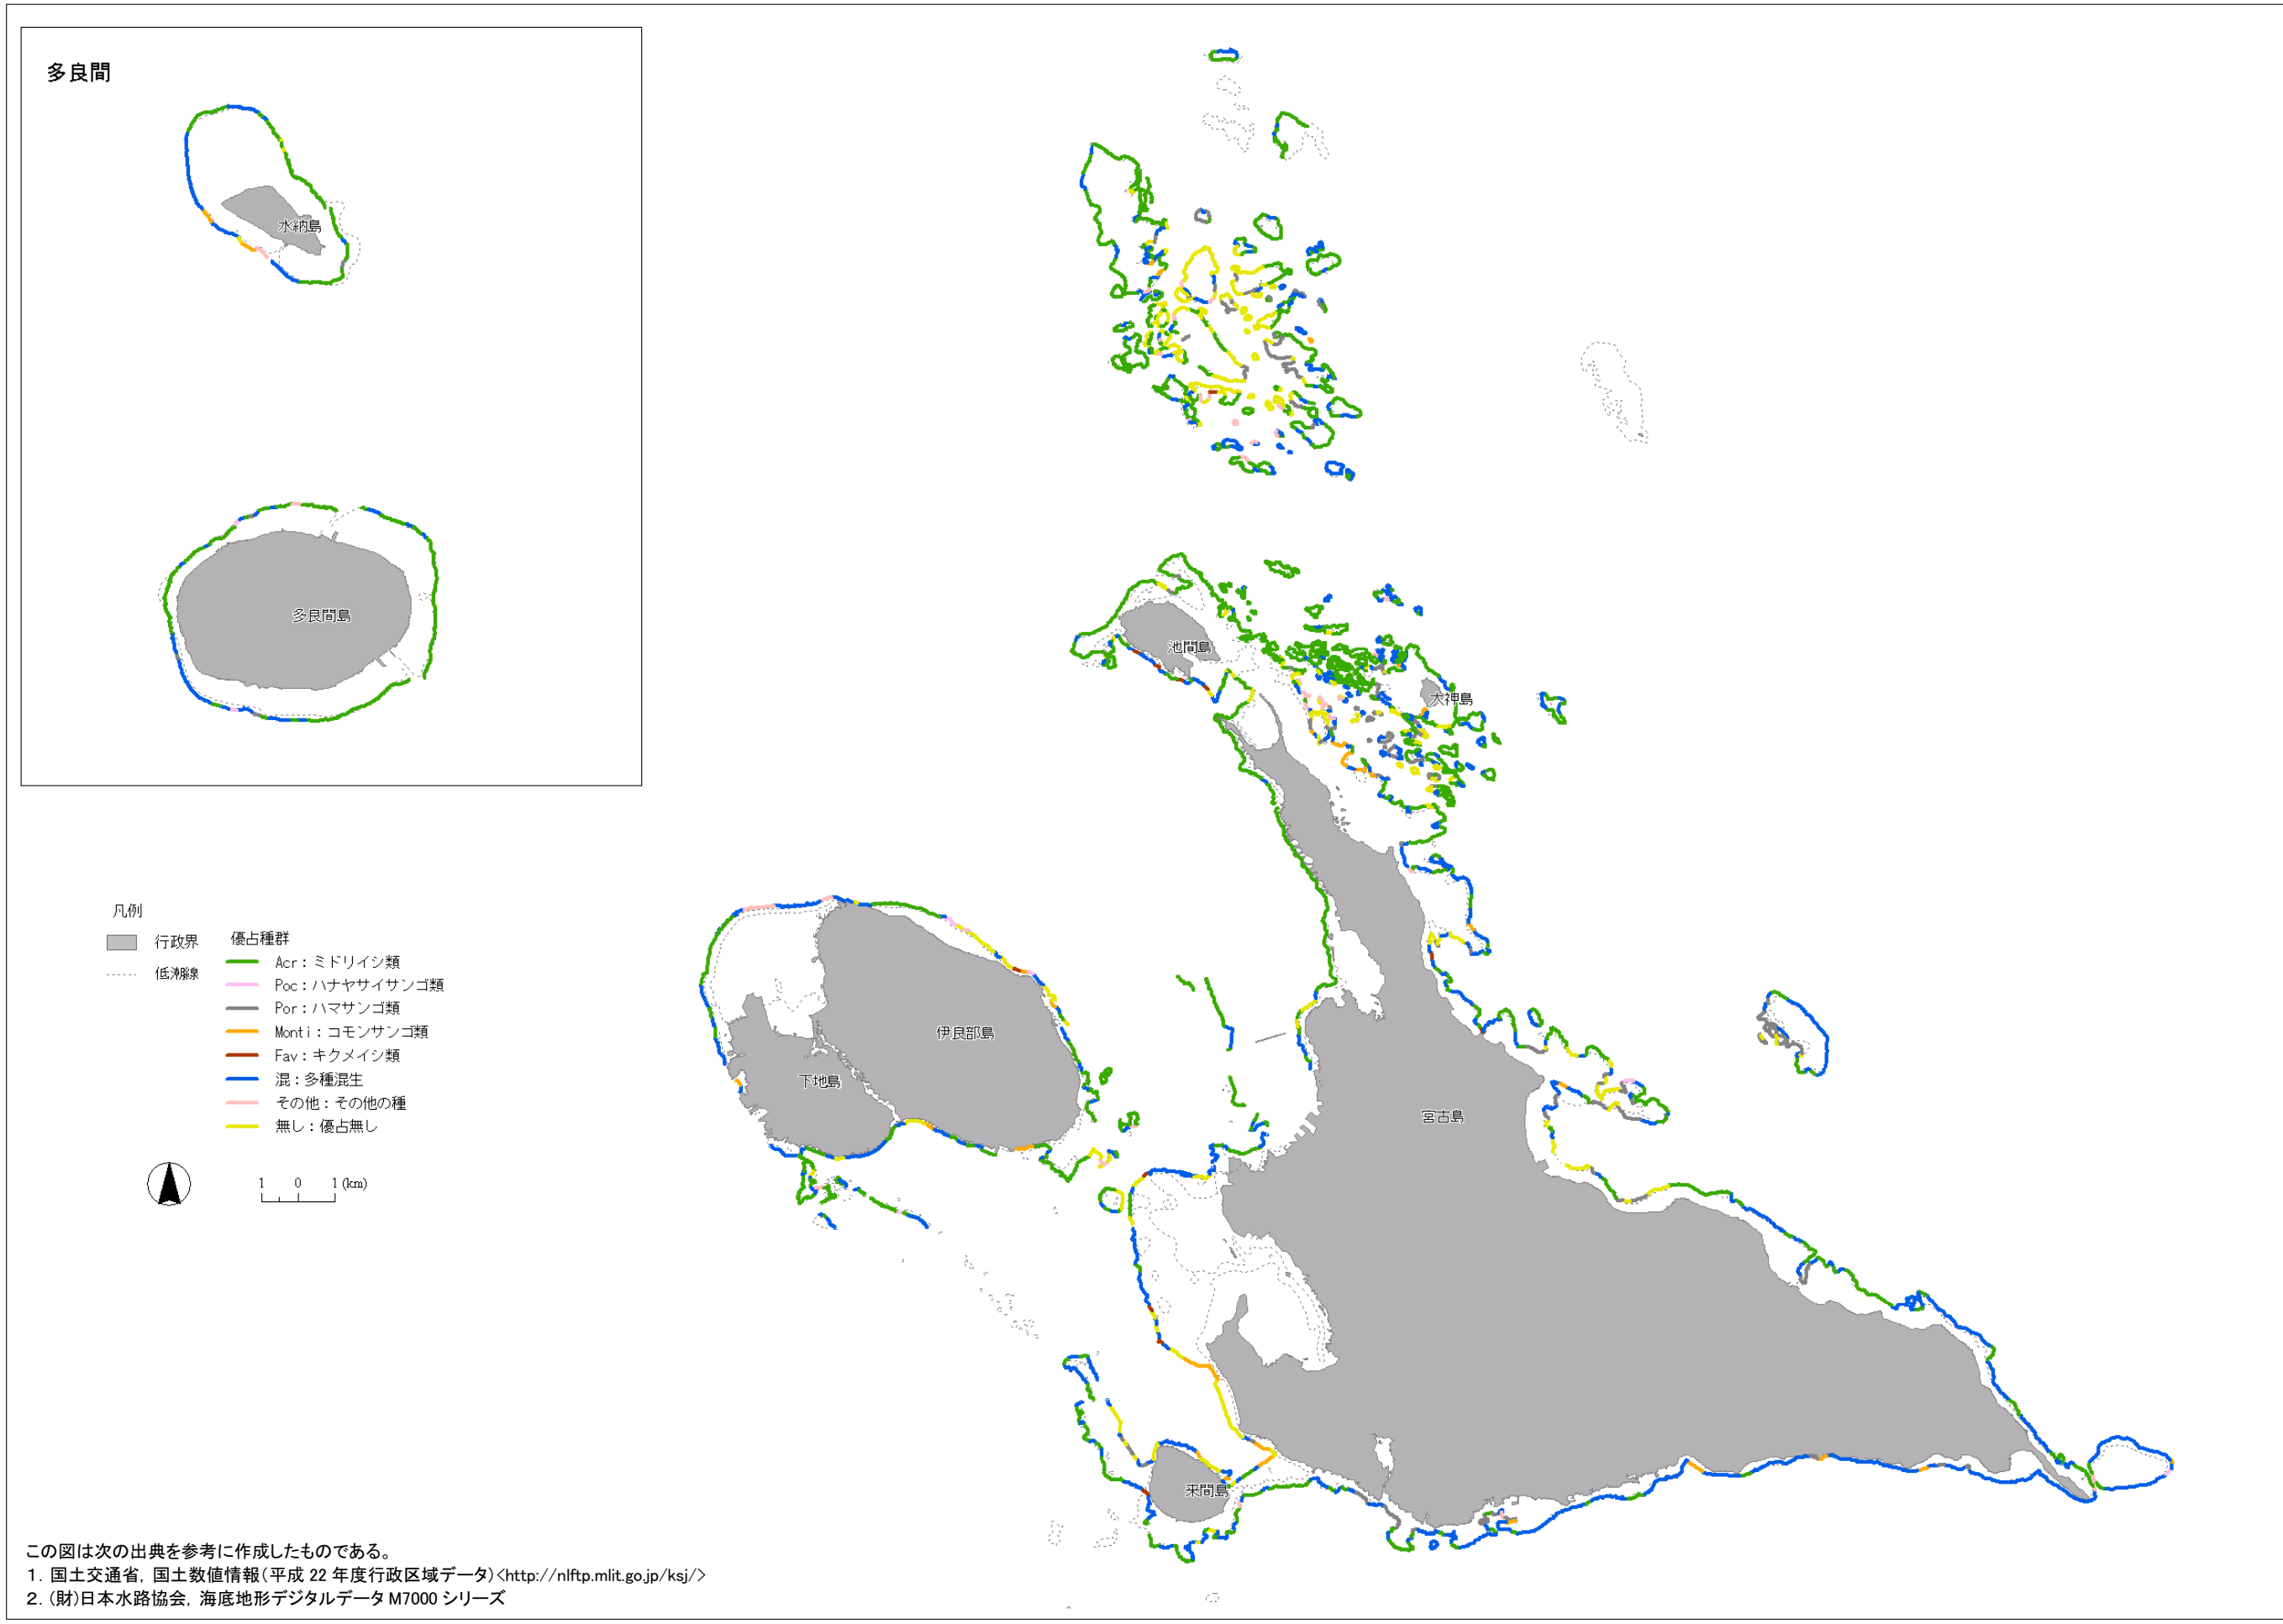 多良間
水納島
多良間島
池間島
大神島
伊良部島
下地島
宮古島
来間島
凡例
行政界
低潮線
優占種群
Acr：ミドリイシ類
Poc：ハナヤサイサンゴ類
Por：ハマサンゴ類
Monti：コモンサンゴ類
Fav：キクメイシ類
混：多種混生
その他：その他の種
無し：優占無し
1 0 1 (km)
この図は次の出典を参考に作成したものである。
1. 国土交通省, 国土数値情報(平成 22 年度行政区域データ)<http://nlftp.mlit.go.jp/ksj/>
2. (財)日本水路協会, 海底地形デジタルデータ M7000 シリーズ